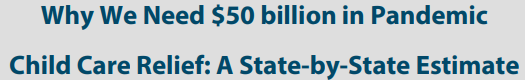 Why We Need $50 billion in Pandemic
Child Care Relief: A State-by-State Estimate